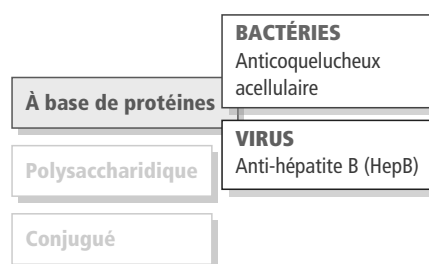 BACTÉRIES
Anticoquelucheux
acellulaire
À base de protéines
VIRUS
Anti-hépatite B (HepB)
Polysaccharidique
Conjugué